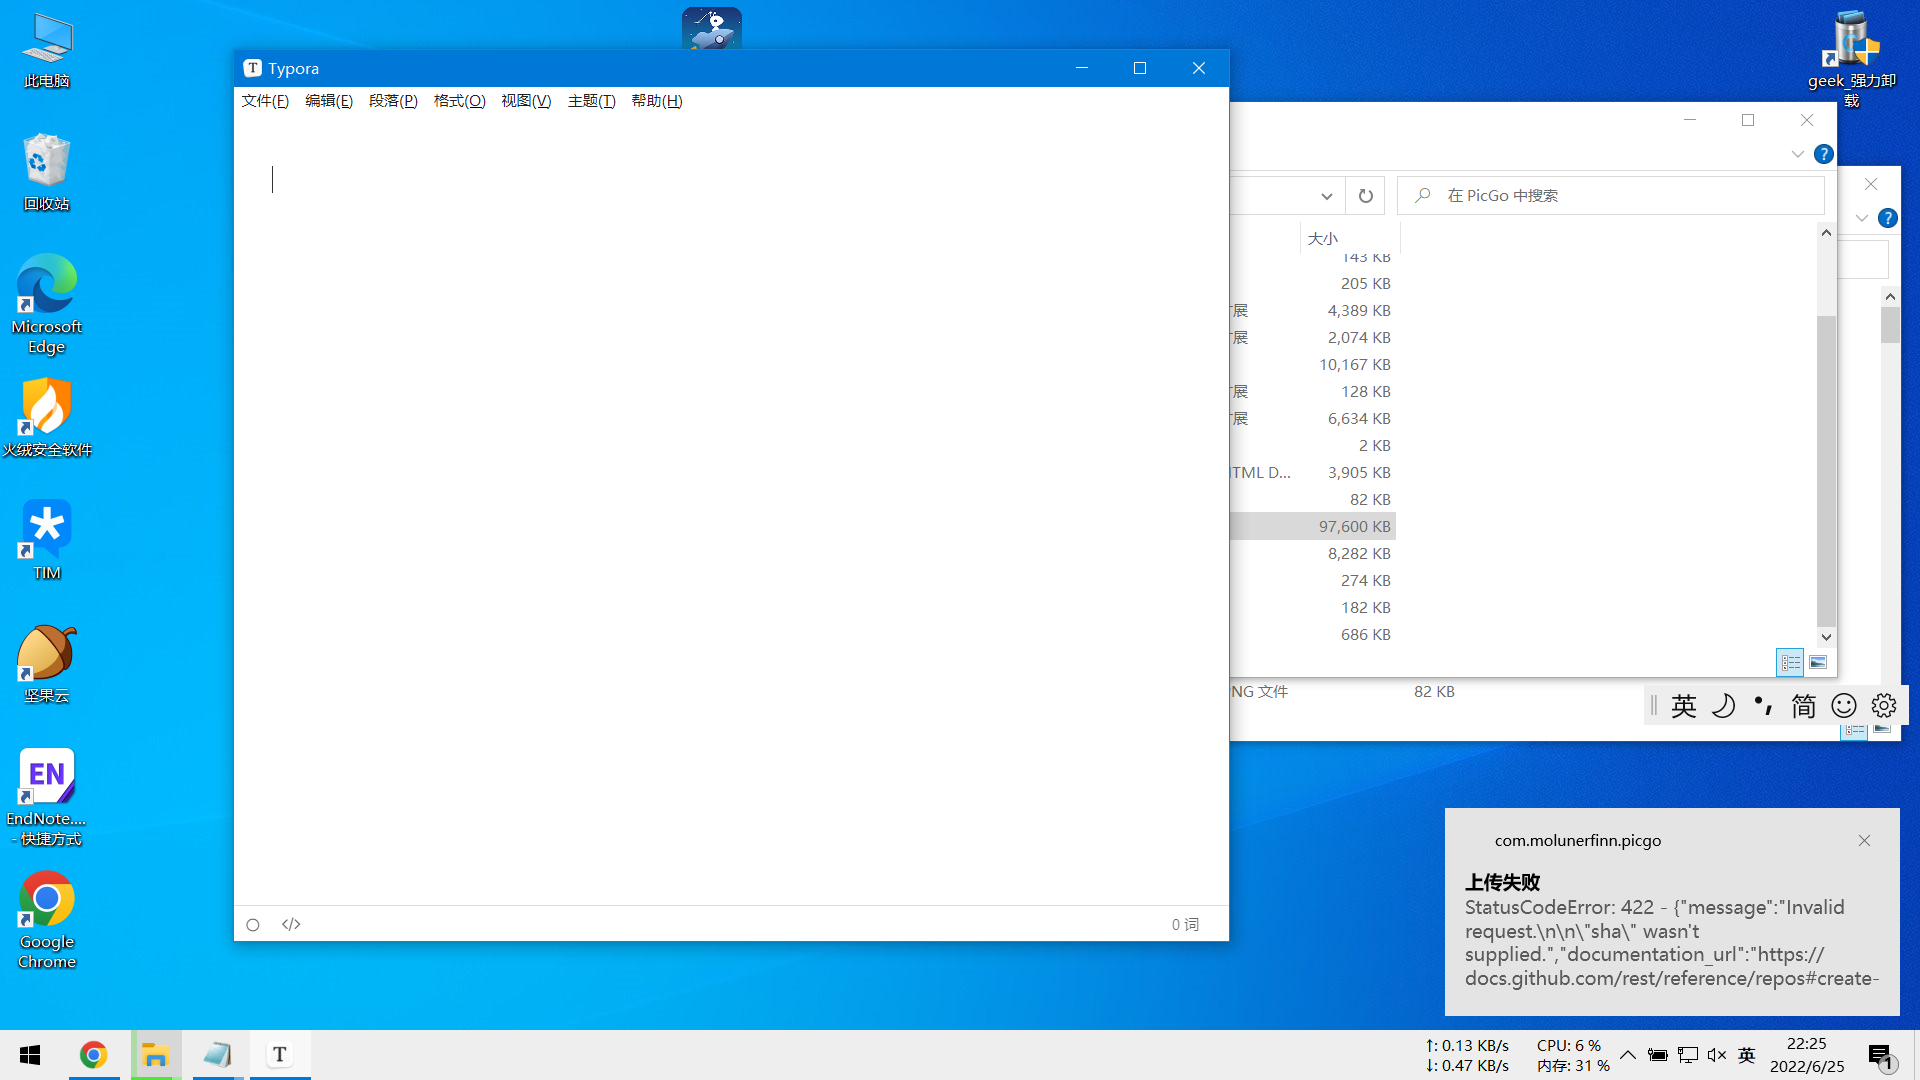 此电脑
回收站
Microsoft
Edge
火绒安全软件
TIM
坚果云
EN
EndNote....
- 快捷方式
Google
Chrome
geek_强力卸
载
T Typora
文件(F) 编辑(E) 段落(P) 格式(O) 视图(V) 主题(T) 帮助(H)
0 词
在 PicGo 中搜索
大小
143 KB
205 KB
展 4,389 KB
展 2,074 KB
10,167 KB
展 128 KB
展 6,634 KB
2 KB
TML D... 3,905 KB
82 KB
97,600 KB
8,282 KB
274 KB
182 KB
686 KB
NG 文件 82 KB
英 简
com.molunerfinn.picgo
上传失败
StatusCodeError: 422 - {"message":"Invalid
request.\n\n\"sha\" wasn't
supplied.","documentation_url":"https://
docs.github.com/rest/reference/repos#create-
T
↑: 0.13 KB/s
↓: 0.47 KB/s
CPU: 6 %
内存: 31 %
英
22:25
2022/6/25
1